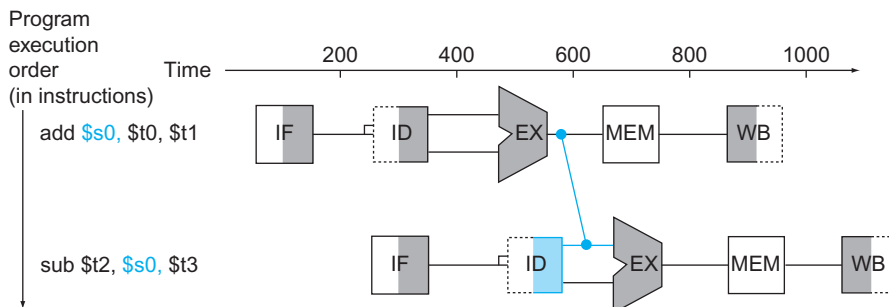 Program
execution
order
(in instructions)
Time
200 400 600 800 1000
add $s0, $t0, $t1
IF ID EX MEM WB
sub $t2, $s0, $t3
IF ID EX MEM WB